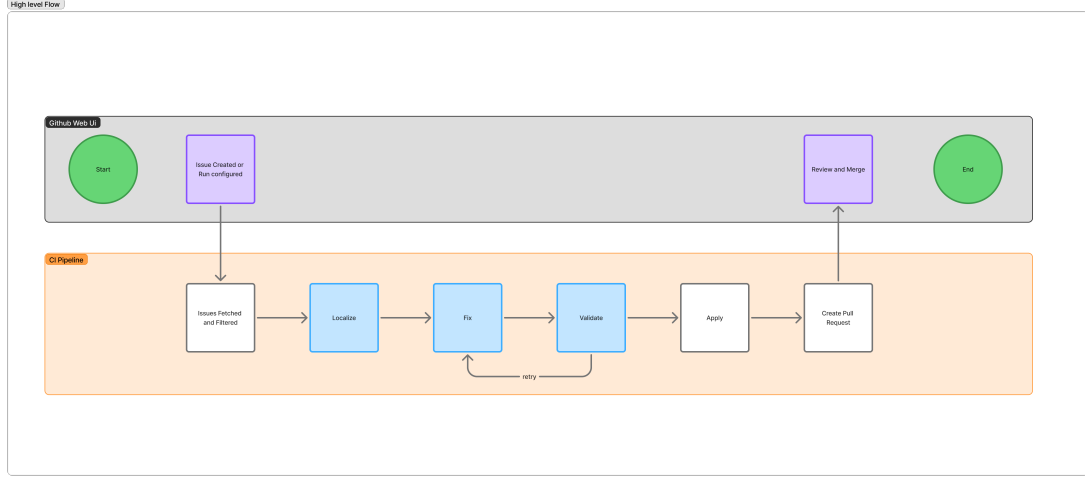 High level Flow
Github Web Ui
Start
Issue Created or
Run configured
Review and Merge
End
CI Pipeline
Issues Fetched
and Filtered
Localize
Fix
Validate
Apply
Create Pull
Request
retry